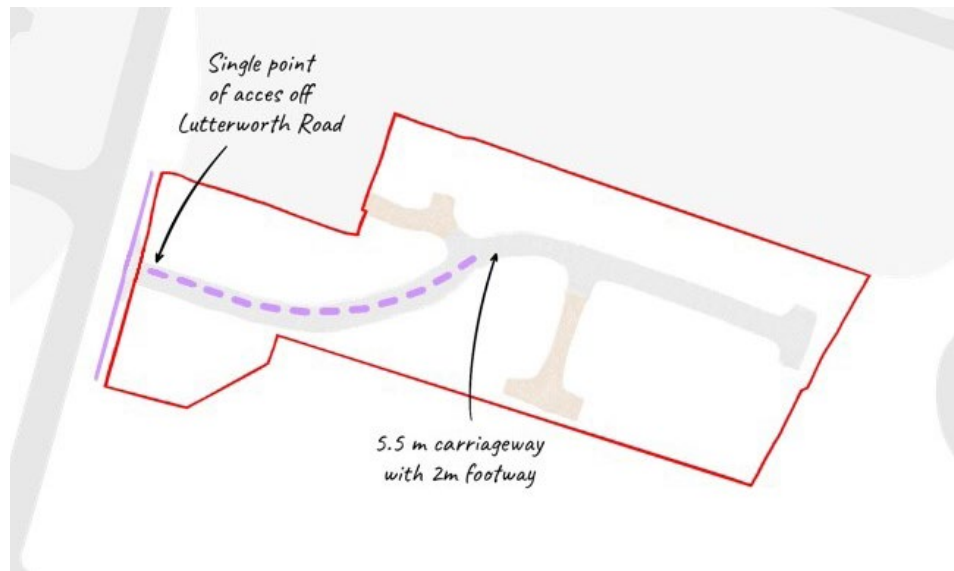 Single point
of acces off
Lutterworth Road
5.5 m carriageway
with 2m footway